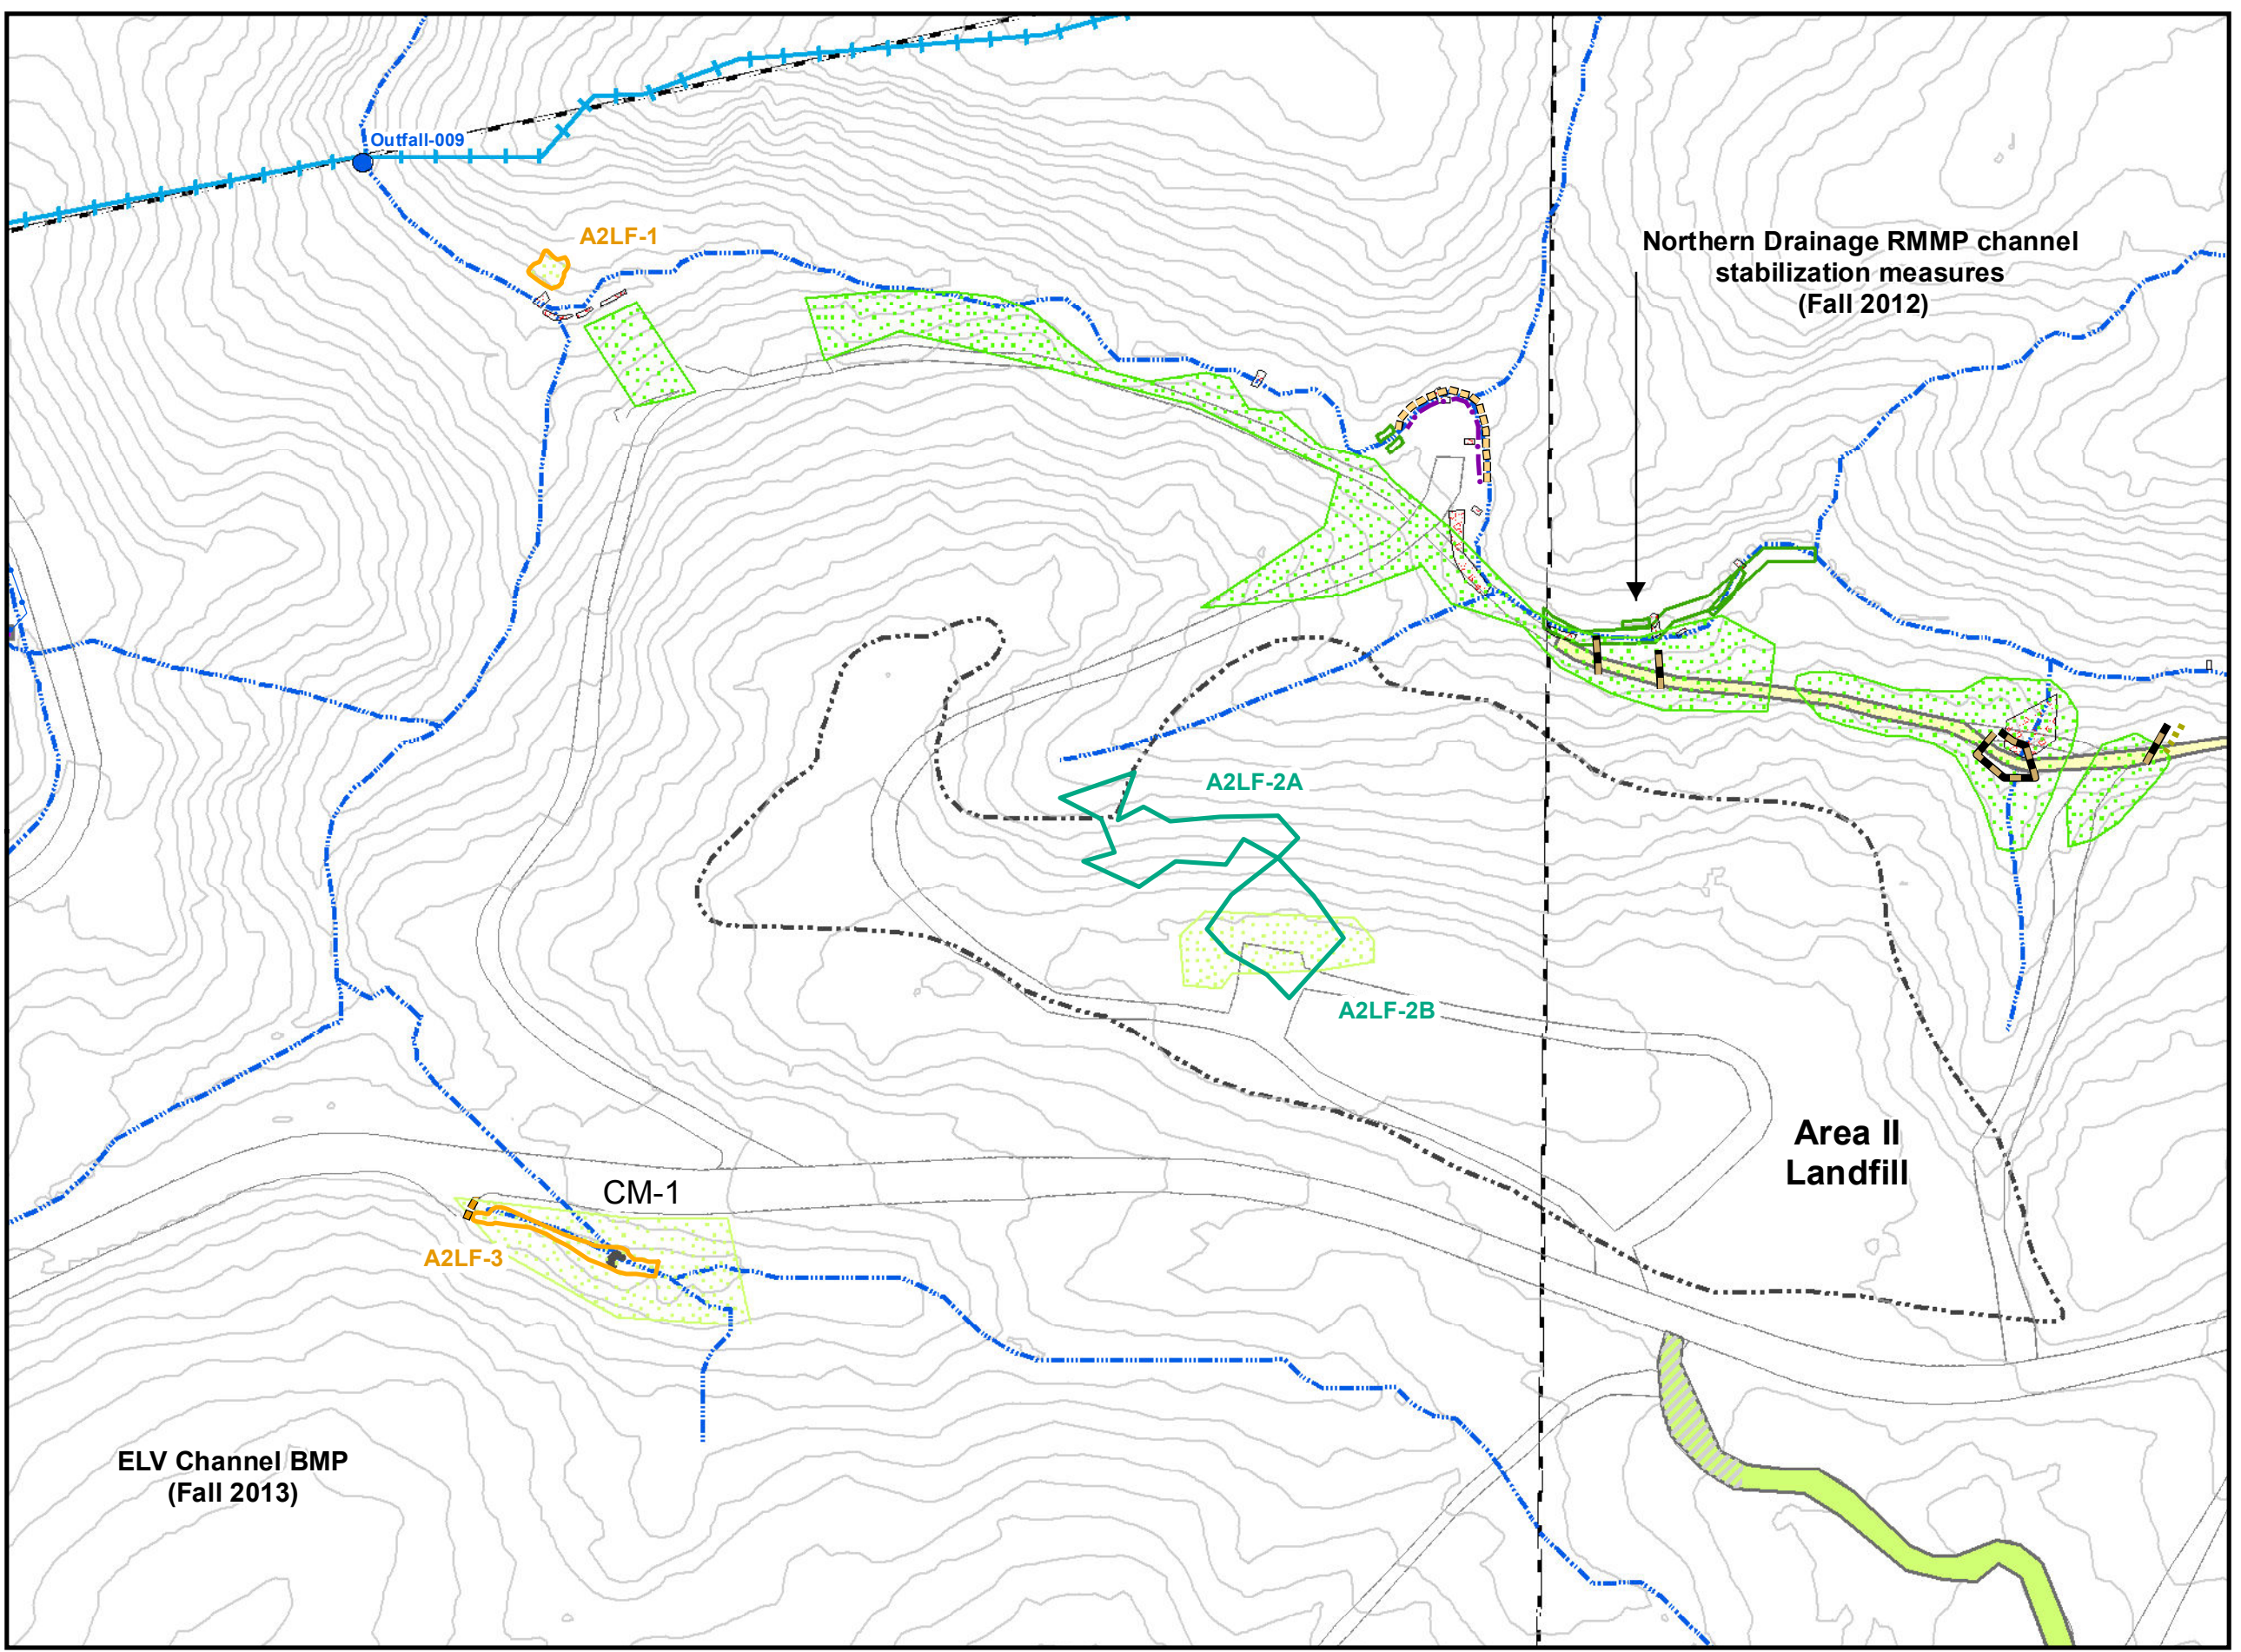 Outfall-009
A2LF-1
Northern Drainage RMMP channel
stabilization measures
(Fall 2012)
A2LF-2A
A2LF-2B
Area II
Landfill
CM-1
A2LF-3
ELV Channel BMP
(Fall 2013)